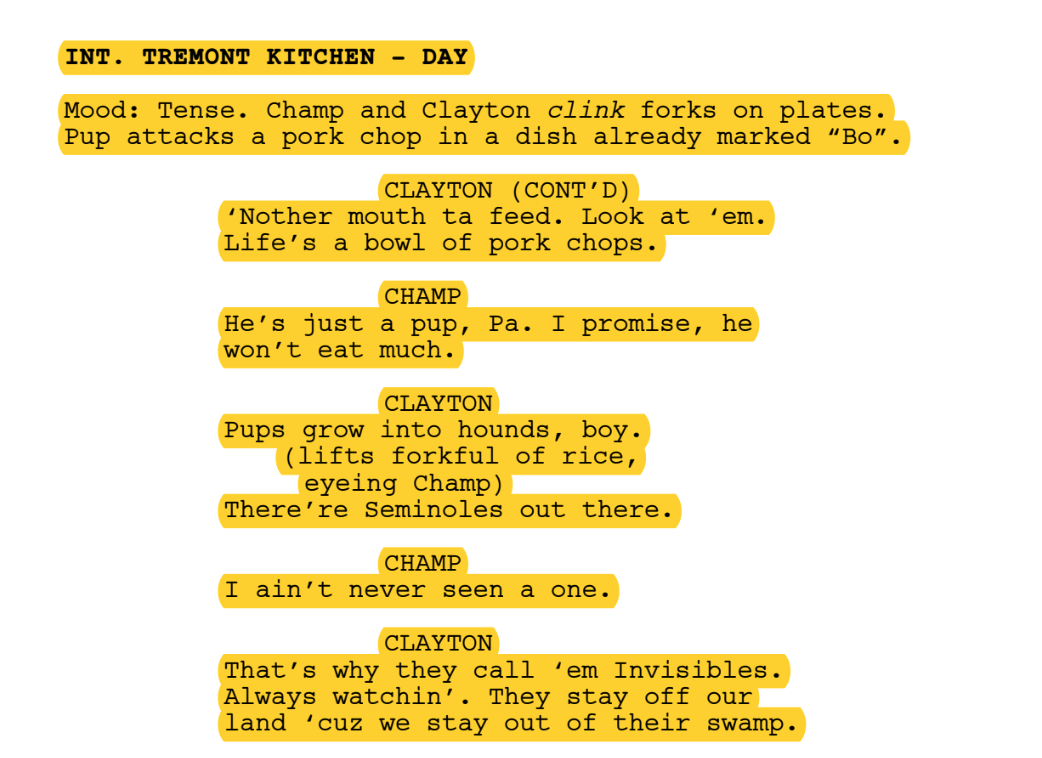 INT. TREMONT KITCHEN – DAY
Mood: Tense. Champ and Clayton clink forks on plates.
Pup attacks a pork chop in a dish already marked “Bo”.
CLAYTON (CONT’D)
‘Nother mouth ta feed. Look at ‘em.
Life’s a bowl of pork chops.
CHAMP
He’s just a pup, Pa. I promise, he
won’t eat much.
CLAYTON
Pups grow into hounds, boy.
(lifts forkful of rice,
eyeing Champ)
There’re Seminoles out there.
CHAMP
I ain’t never seen a one.
CLAYTON
That’s why they call ‘em Invisibles.
Always watchin’. They stay off our
land ‘cuz we stay out of their swamp.